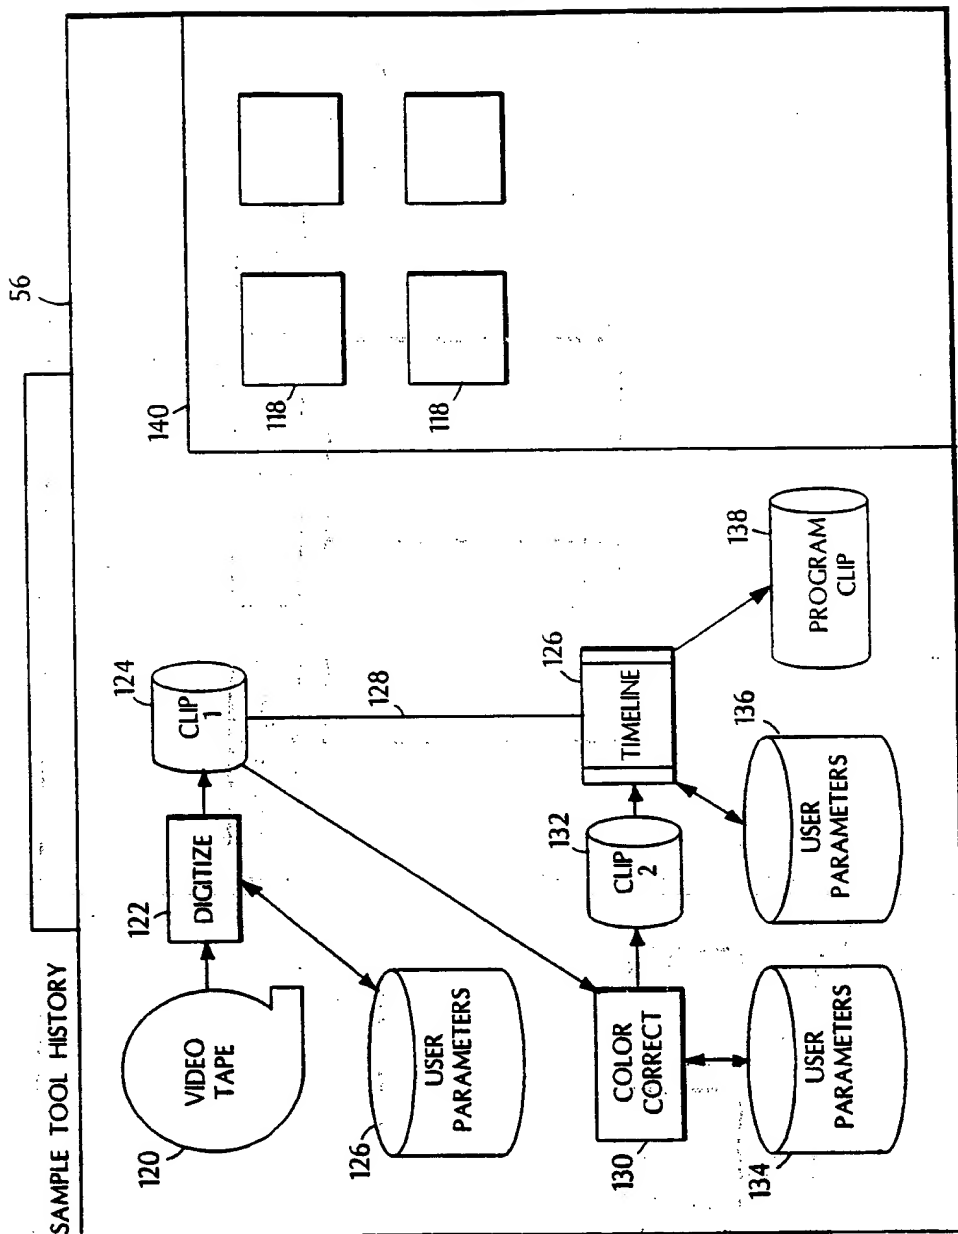 SAMPLE TOOL HISTORY
56
120
VIDEO
TAPE
122
DIGITIZE
124
CLIP
1
140
118
118
126
USER
PARAMETERS
128
130
COLOR
CORRECT
132
CLIP
2
126
TIMELINE
138
PROGRAM
CLIP
134
USER
PARAMETERS
136
USER
PARAMETERS